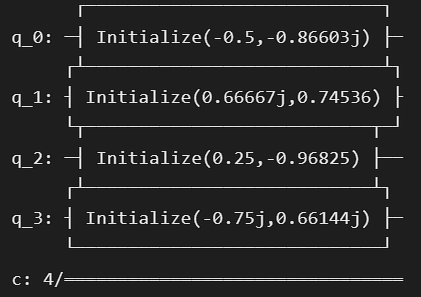 q_0: Initialize(-0.5,-0.86603j)
q_1: Initialize(0.66667j,0.74536)
q_2: Initialize(0.25,-0.96825)
q_3: Initialize(-0.75j,0.66144j)
c: 4/